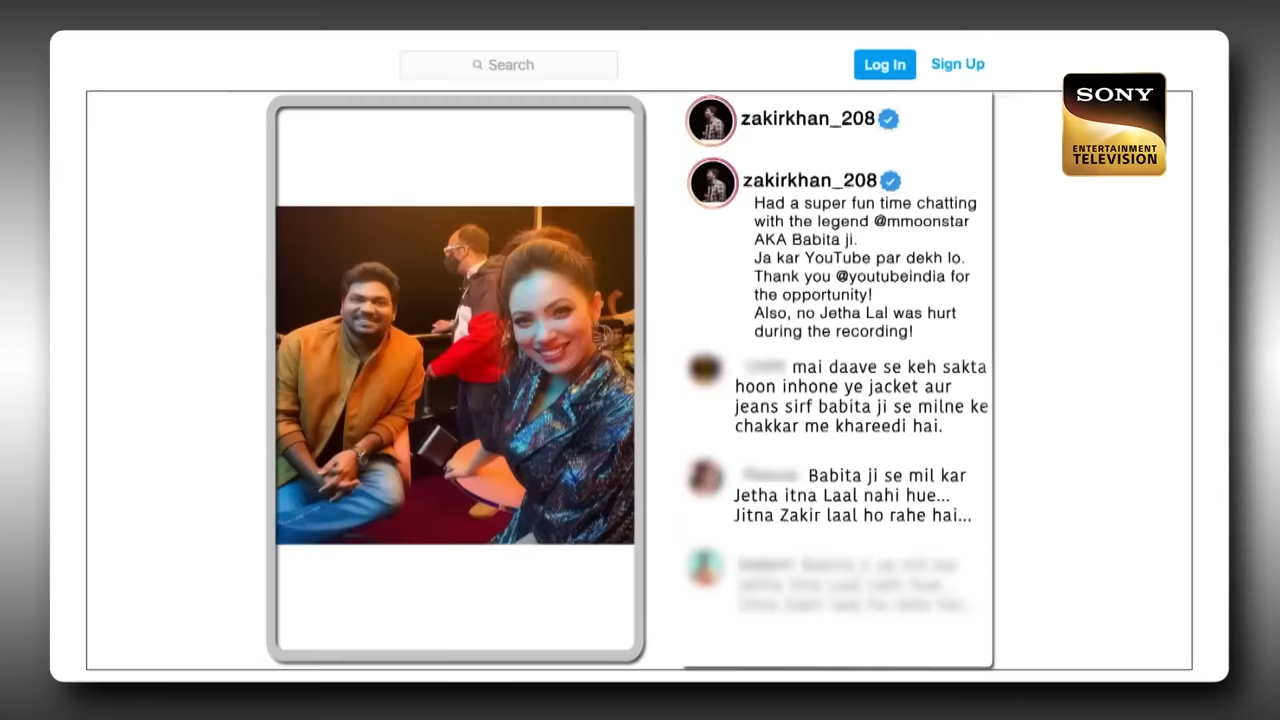 Search
Log In
Sign Up
SONY
ENTERTAINMENT
TELEVISION
zakirkhan_208
zakirkhan_208
Had a super fun time chatting
with the legend @mmoonstar
AKA Babita ji.
Ja kar YouTube par dekh lo.
Thank you @youtubeindia for
the opportunity!
Also, no Jetha Lal was hurt
during the recording!
mai daave se keh sakta
hoon inhone ye jacket aur
jeans sirf babita ji se milne ke
chakkar me khareedi hai.
Babita ji se mil kar
Jetha itna Laal nahi hue...
Jitna Zakir laal ho rahe hai...